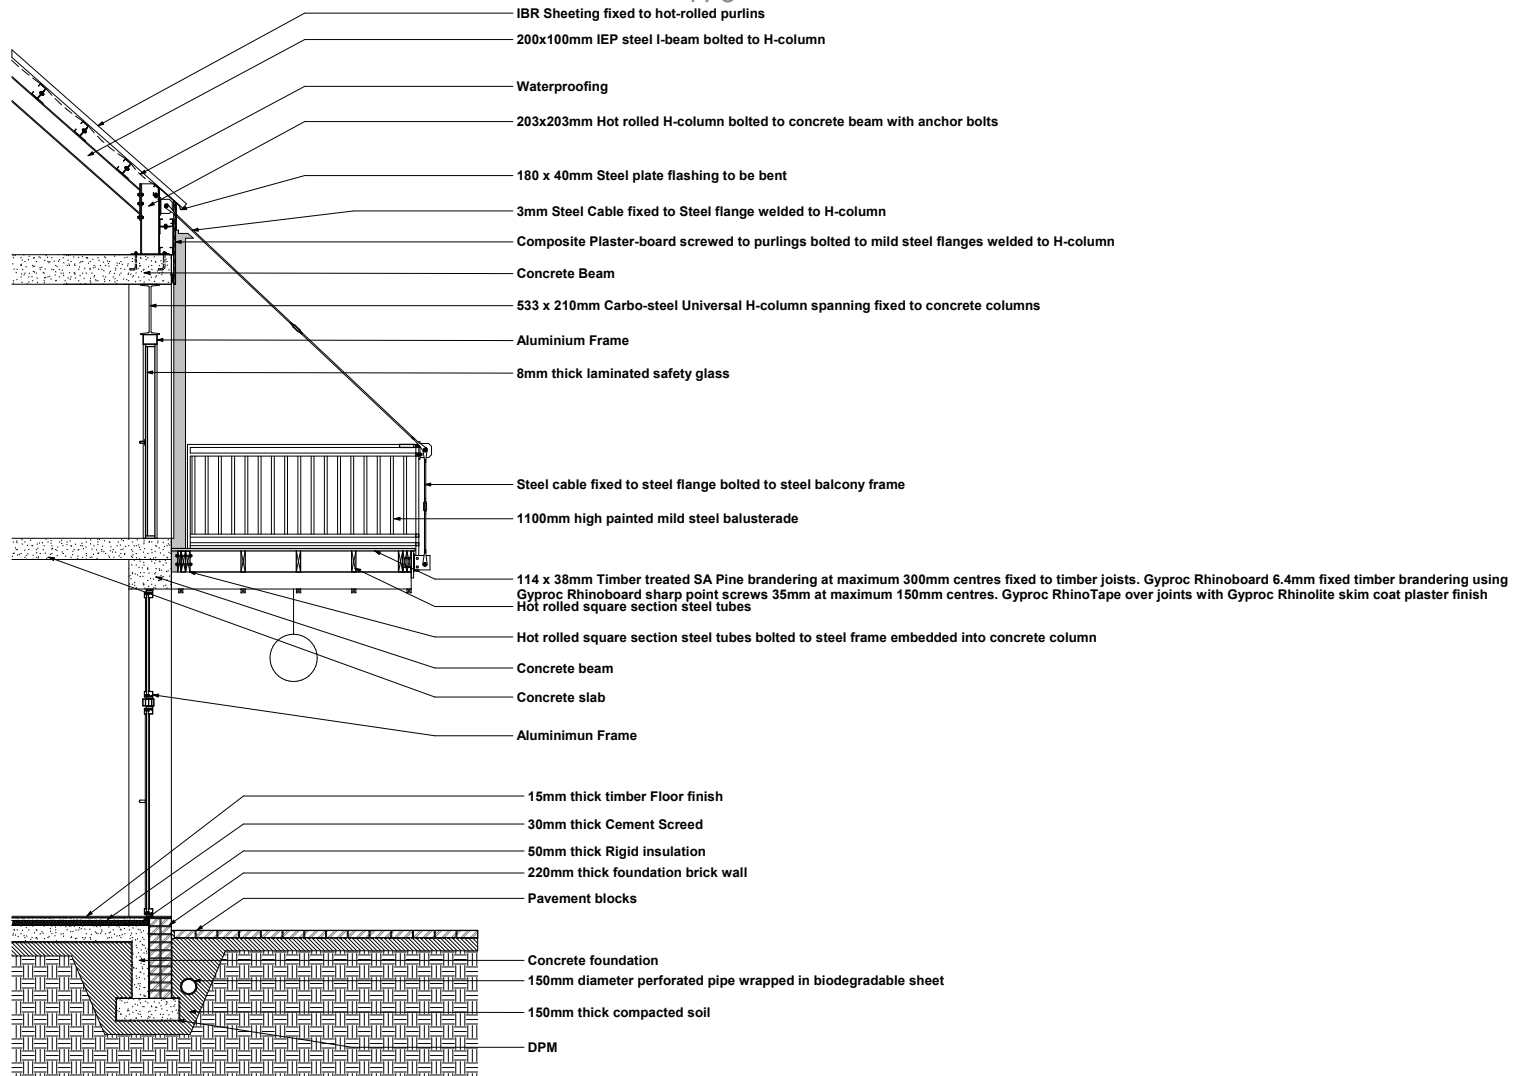 IBR Sheeting fixed to hot-rolled purlins
200x100mm IEP steel I-beam bolted to H-column
Waterproofing
203x203mm Hot rolled H-column bolted to concrete beam with anchor bolts
180 x 40mm Steel plate flashing to be bent
3mm Steel Cable fixed to Steel flange welded to H-column
Composite Plaster-board screwed to purlings bolted to mild steel flanges welded to H-column
Concrete Beam
533 x 210mm Carbo-steel Universal H-column spanning fixed to concrete columns
Aluminium Frame
8mm thick laminated safety glass
Steel cable fixed to steel flange bolted to steel balcony frame
1100mm high painted mild steel balusterade
114 x 38mm Timber treated SA Pine brandering at maximum 300mm centres fixed to timber joists. Gyproc Rhinoboard 6.4mm fixed timber brandering using
Gyproc Rhinoboard sharp point screws 35mm at maximum 150mm centres. Gyproc RhinoTape over joints with Gyproc Rhinolite skim coat plaster finish
Hot rolled square section steel tubes
Hot rolled square section steel tubes bolted to steel frame embedded into concrete column
Concrete beam
Concrete slab
Aluminimun Frame
15mm thick timber Floor finish
30mm thick Cement Screed
50mm thick Rigid insulation
220mm thick foundation brick wall
Pavement blocks
Concrete foundation
150mm diameter perforated pipe wrapped in biodegradable sheet
150mm thick compacted soil
DPM